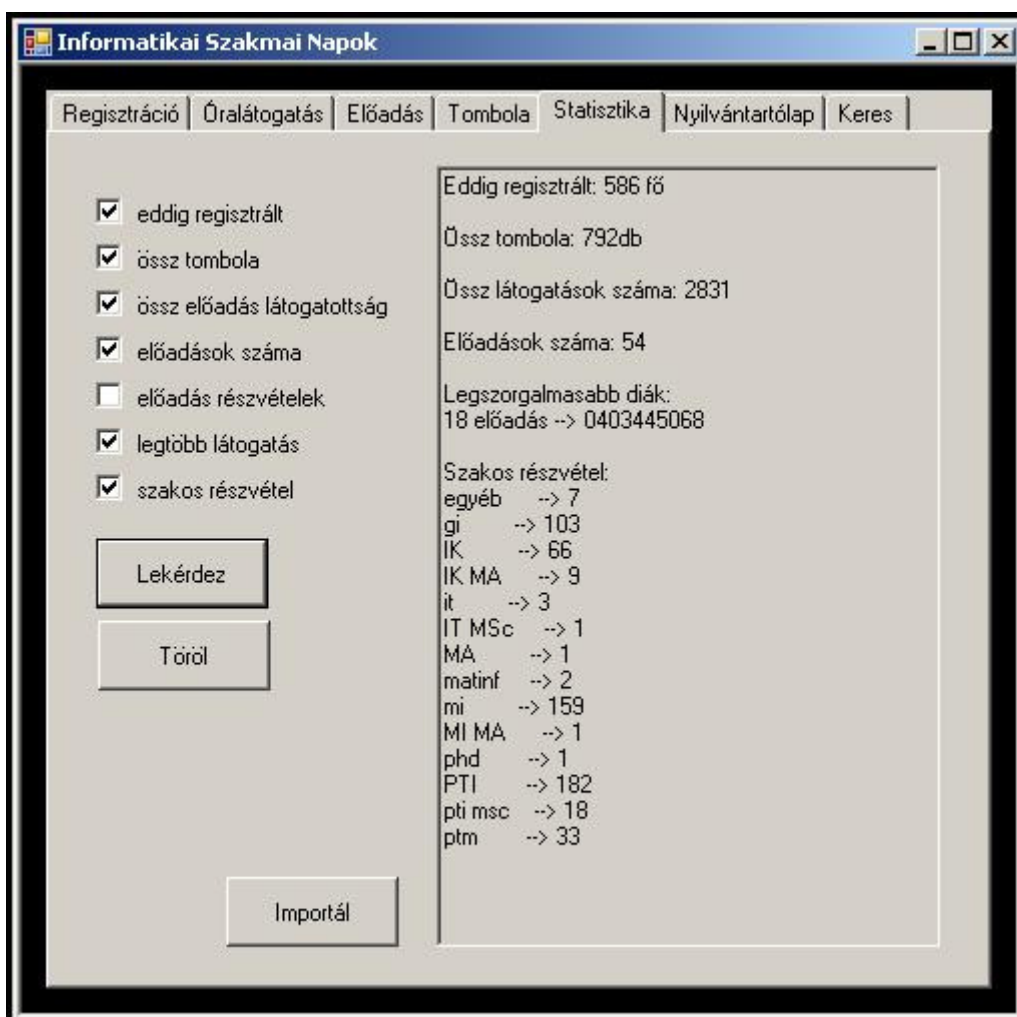 Informatikai Szakmai Napok
Regisztráció Óralátogatás Előadás Tombola Statisztika Nyilvántartólap Keres
eddig regisztrált
össz tombola
össz előadás látogatottság
előadások száma
előadás részvételek
legtöbb látogatás
szakos részvétel
Lekérdez
Töröl
Importál
Eddig regisztrált: 586 fő
Össz tombola: 792db
Össz látogatások száma: 2831
Előadások száma: 54
Legszorgalmasabb diák:
18 előadás --> 0403445068
Szakos részvétel:
egyéb --> 7
gi --> 103
IK --> 66
IK MA --> 9
it --> 3
IT MSc --> 1
MA --> 1
matinf --> 2
mi --> 159
MI MA --> 1
phd --> 1
PTI --> 182
pti msc --> 18
ptm --> 33